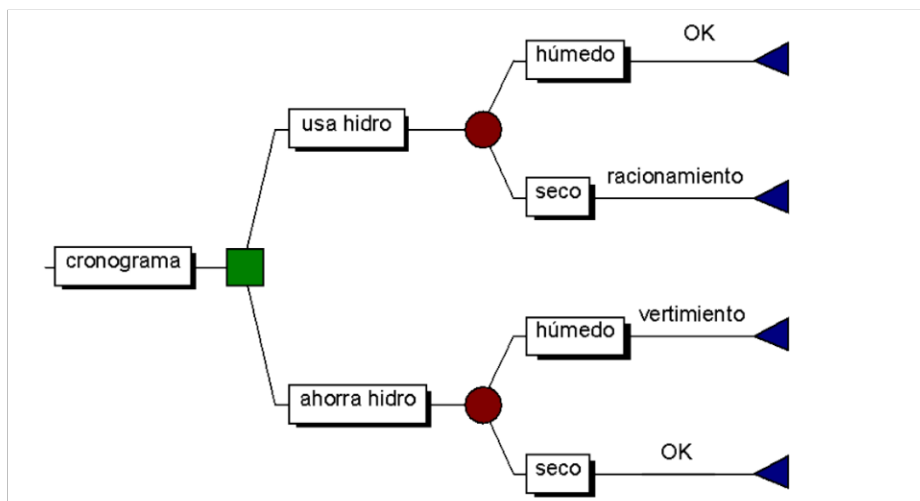 OK
húmedo
usa hidro
seco
racionamiento
cronograma
húmedo
vertimiento
ahorra hidro
seco
OK